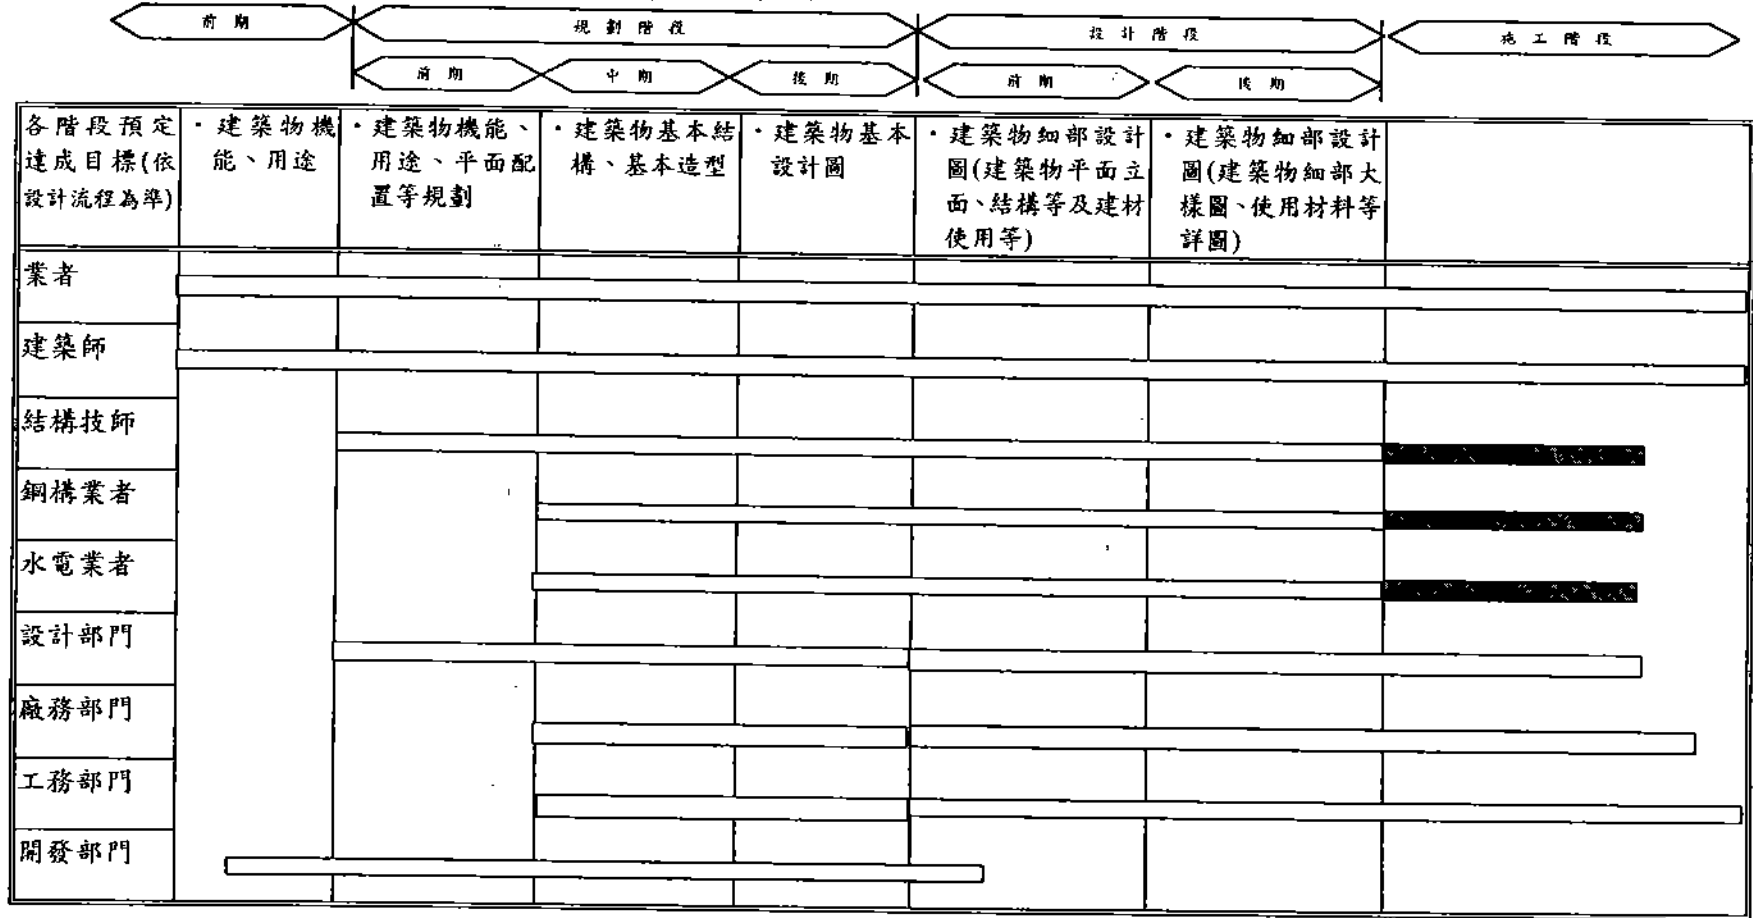 前期
規劃階段
設計階段
施工階段
前期
中期
後期
前期
後期
各階段預定
達成目標(依
設計流程為準)
・建築物機
能、用途
・建築物機能、
用途、平面配
置等規劃
・建築物基本結
構、基本造型
・建築物基本
設計圖
・建築物細部設計
圖(建築物平面立
面、結構等及建材
使用等)
・建築物細部設計
圖(建築物細部大
樣圖、使用材料等
詳圖)
業者
建築師
結構技師
鋼構業者
水電業者
設計部門
廠務部門
工務部門
開發部門